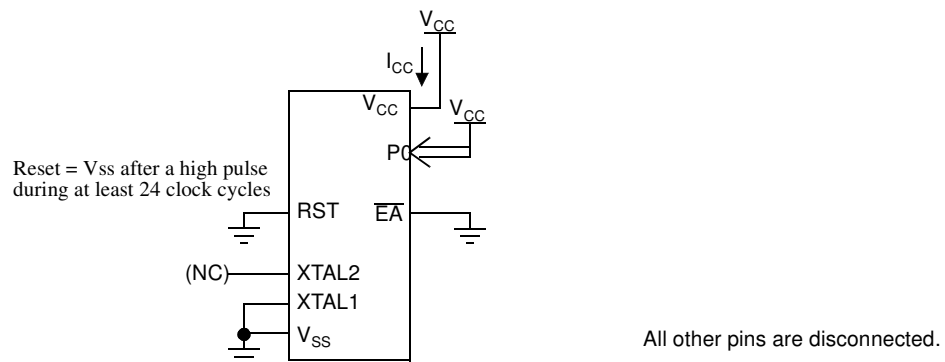 VCC
ICC
VCC
VCC
P0
Reset = Vss after a high pulse
during at least 24 clock cycles
RST
EA
(NC)
XTAL2
XTAL1
VSS
All other pins are disconnected.